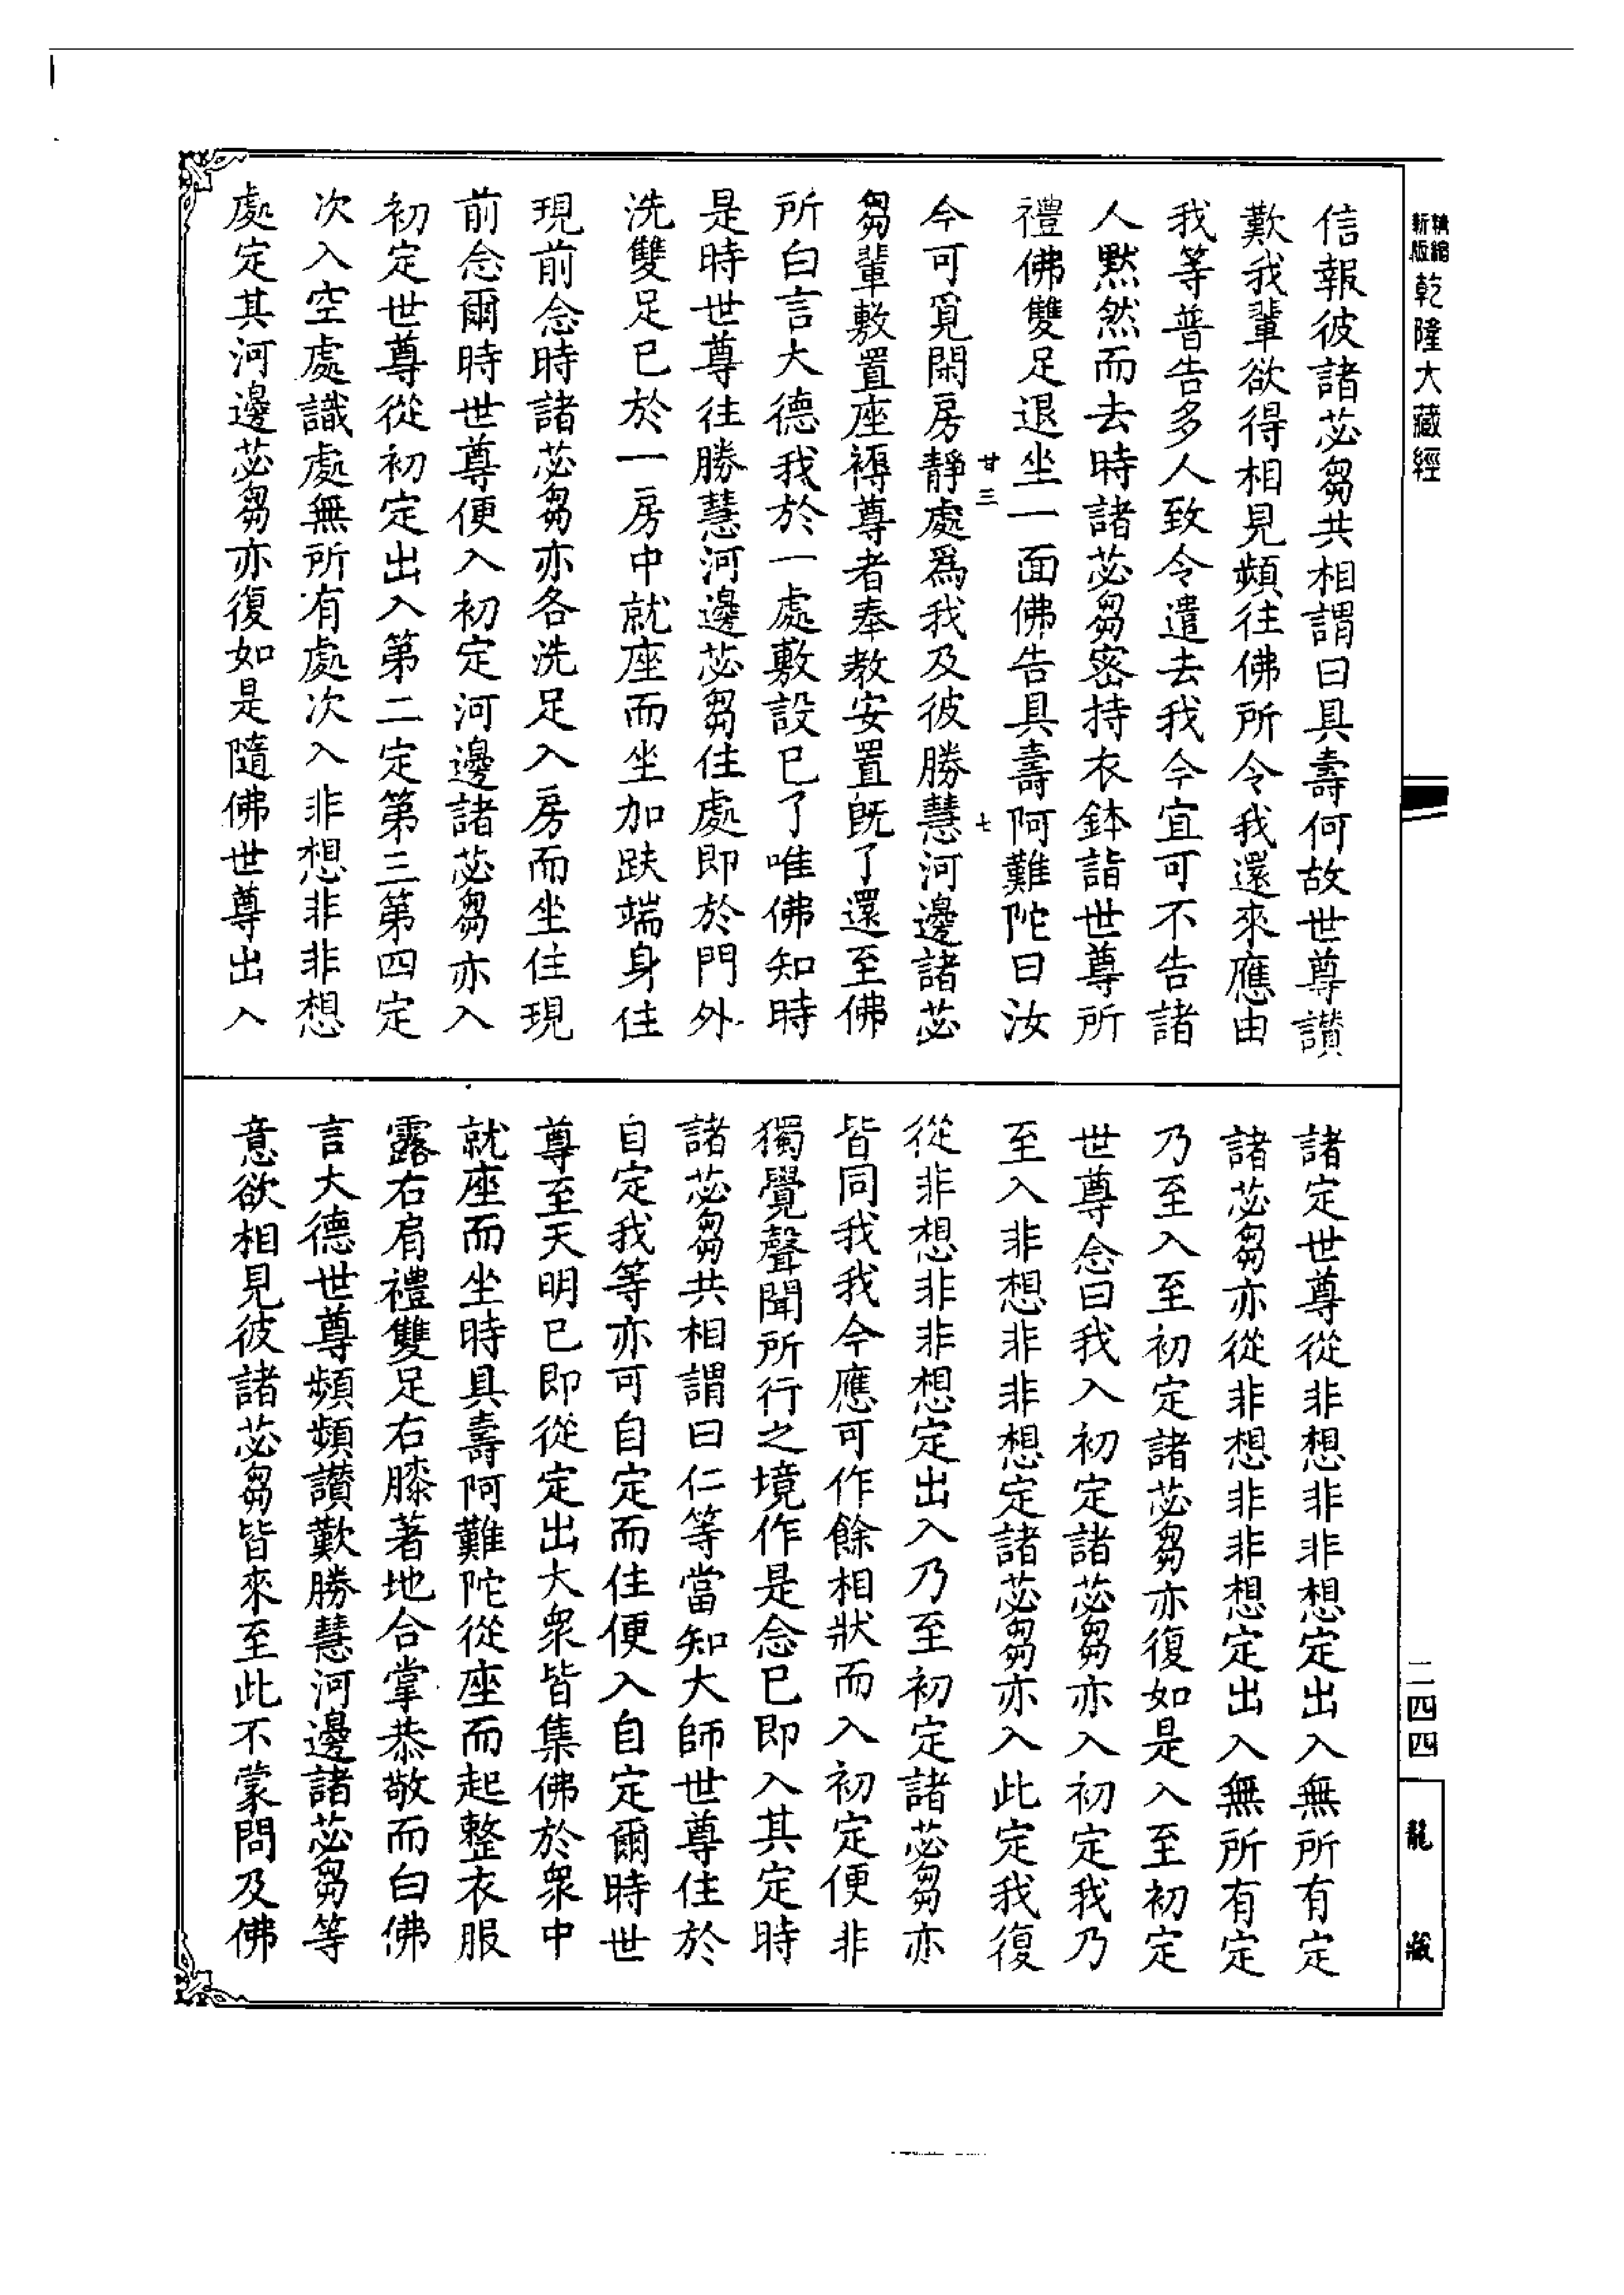 新版精縮
乾隆大藏經
信報彼諸苾芻共相謂曰具壽何故世尊讃
歎我輩欲得相見頻往佛所令我還來應由
我等普告多人致令遣去我今宜可不告諸
人黙然而去時諸苾芻密持衣鉢詣世尊所
禮佛雙足退坐一面佛告具壽阿難陀曰汝
廿三
七
今可覓閑房靜處爲我及彼勝慧河邊諸苾
芻輩敷置座褥尊者奉教安置旣了還至佛
所白言大德我於一處敷設已了唯佛知時
是時世尊往勝慧河邊苾芻住處即於門外
洗雙足已於一房中就座而坐加趺端身住
現前念時諸苾芻亦各洗足入房而坐住現
前念爾時世尊便入初定河邊諸苾芻亦入
初定世尊從初定出入第二定第三第四定
次入空處識處無所有處次入非想非非想
處定其河邊苾芻亦復如是隨佛世尊出入
諸定世尊從非想非非想定出入無所有定
諸苾芻亦從非想非非想定出入無所有定
乃至入至初定諸苾芻亦復如是入至初定
世尊念曰我入初定諸苾芻亦入初定我乃
至入非想非非想定諸苾芻亦入此定我復
從非想非非想定出入乃至初定諸苾芻亦
皆同我我今應可作餘相狀而入初定便非
獨覺聲聞所行之境作是念已即入其定時
諸苾芻共相謂曰仁等當知大師世尊住於
自定我等亦可自定而住便入自定爾時世
尊至天明已即從定出大衆皆集佛於衆中
就座而坐時具壽阿難陀從座而起整衣服
露右肩禮雙足右膝著地合掌恭敬而白佛
言大德世尊頻頻讃歎勝慧河邊諸苾芻等
意欲相見彼諸苾芻皆來至此不蒙問及佛
二四四
龍藏